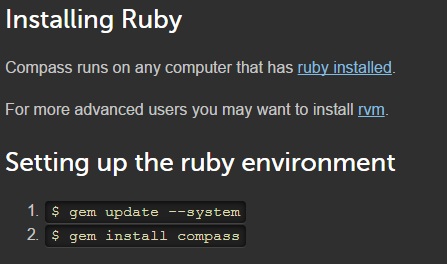 Installing Ruby
Compass runs on any computer that has ruby installed.
For more advanced users you may want to install rvm.
Setting up the ruby environment
1. $ gem update --system
2. $ gem install compass